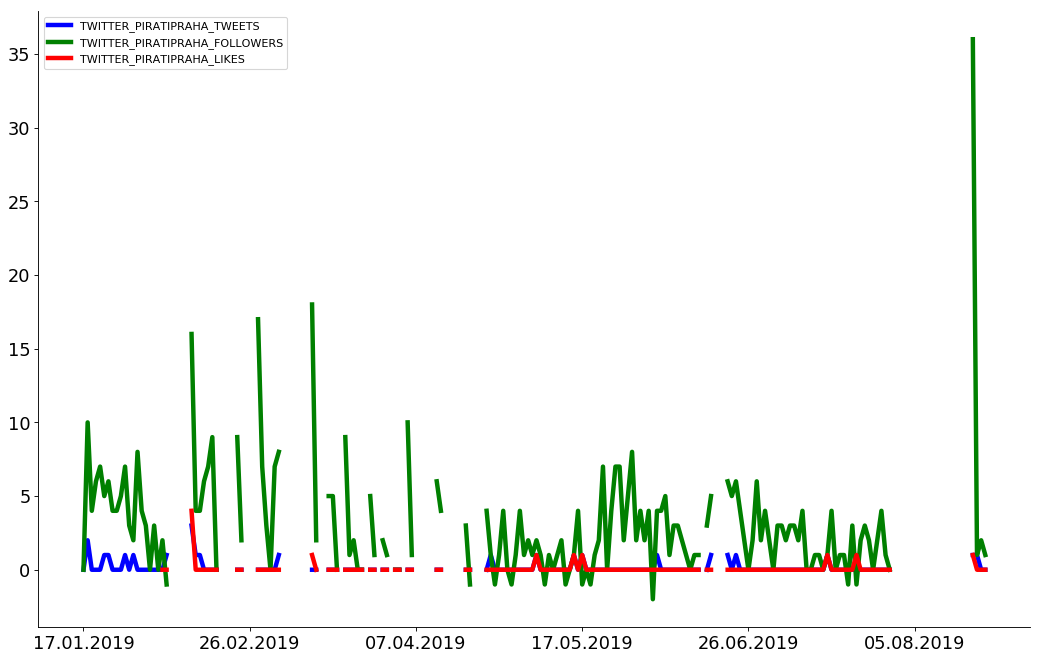 TWITTER_PIRATIPRAHA_TWEETS
TWITTER_PIRATIPRAHA_FOLLOWERS
TWITTER_PIRATIPRAHA_LIKES
35
30
25
20
15
10
5
0
17.01.2019 26.02.2019 07.04.2019 17.05.2019 26.06.2019 05.08.2019